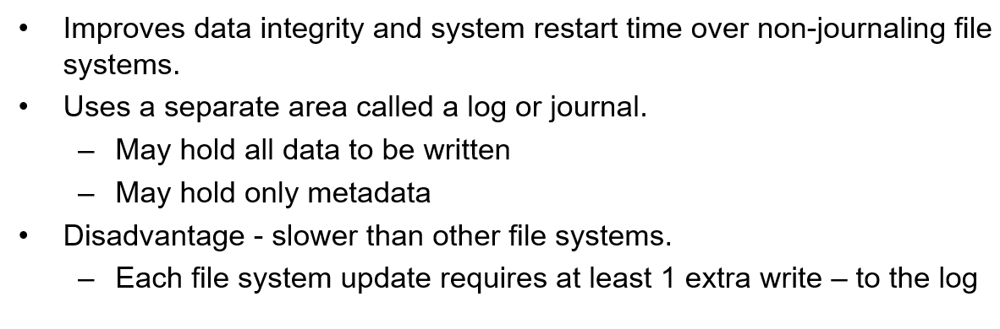 • Improves data integrity and system restart time over non-journaling file
systems.
• Uses a separate area called a log or journal.
– May hold all data to be written
– May hold only metadata
• Disadvantage - slower than other file systems.
– Each file system update requires at least 1 extra write – to the log